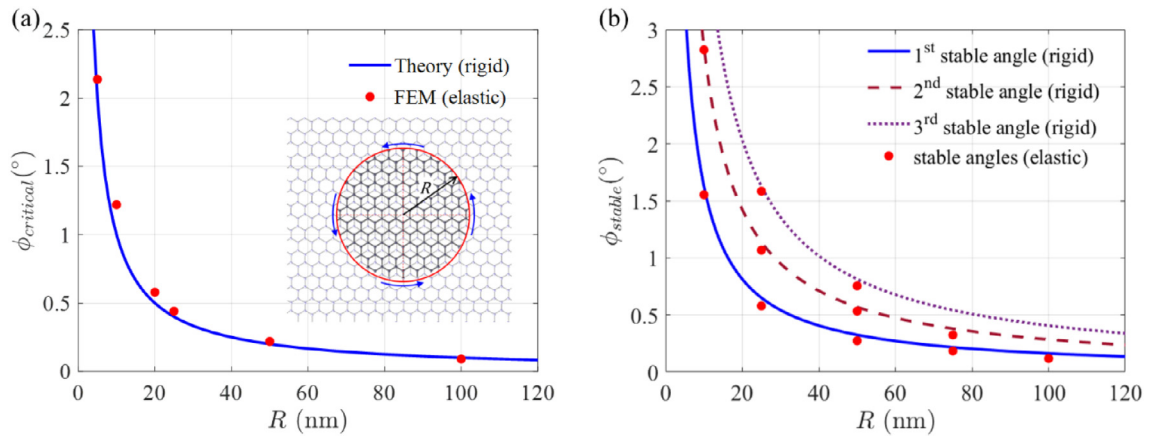 (a)
2.5
2
1.5
1
0.5
0
ϕcritical(°)
0 20 40 60 80 100 120
R (nm)
Theory (rigid)
FEM (elastic)
R
(b)
3
2.5
2
1.5
1
0.5
0
ϕstable(°)
0 20 40 60 80 100 120
R (nm)
1st stable angle (rigid)
2nd stable angle (rigid)
3rd stable angle (rigid)
stable angles (elastic)